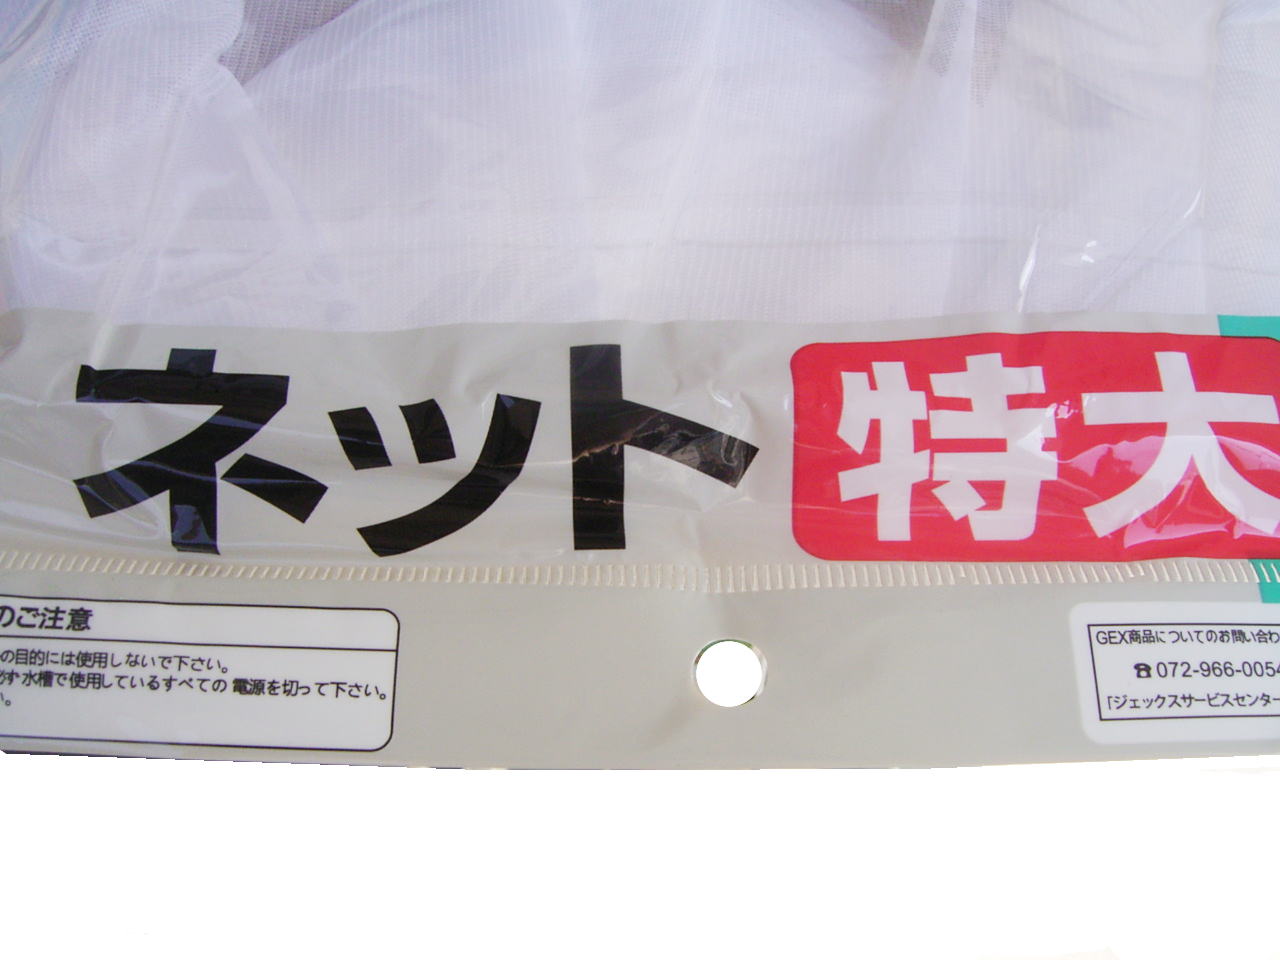 ネット 特大
のご注意
の目的には使用しないで下さい。
必ず水槽で使用しているすべての 電源を切って下さい。
い。
GEX商品についてのお問い合わ
☎072-966-0054
「ジェックスサービスセンター